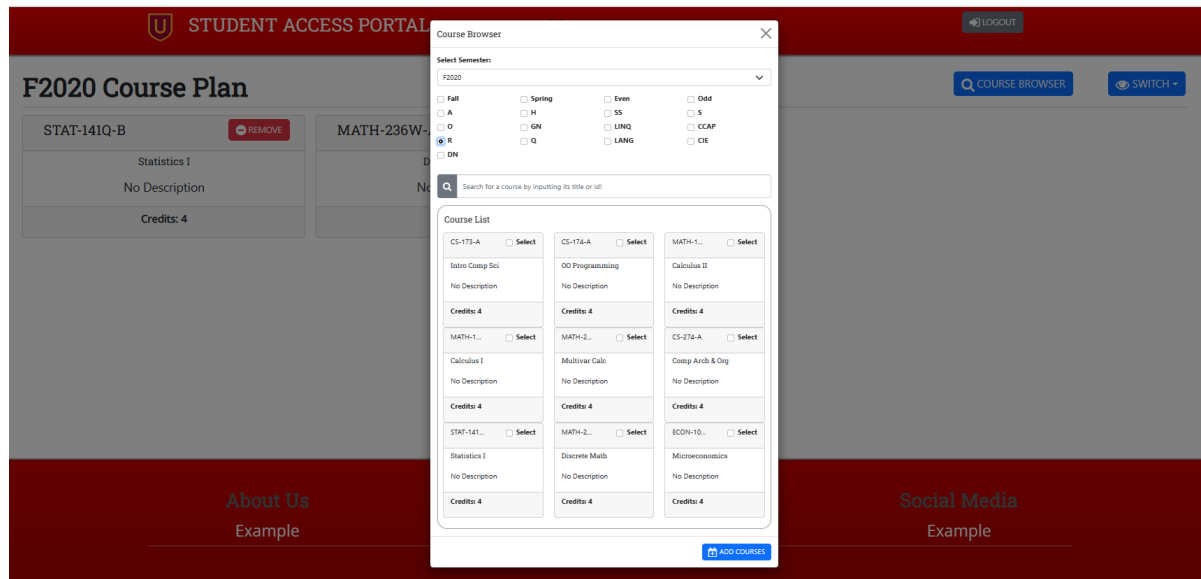 STUDENT ACCESS PORTAL
LOGOUT
F2020 Course Plan
COURSE BROWSER
SWITCH
STAT-141Q-B
REMOVE
Statistics I
No Description
Credits: 4
MATH-236W-
Course Browser
Select Semester:
F2020
Fall Spring Even Odd
A H SS S
O GN LINQ CCAP
R Q LANG CIE
DN
Search for a course by inputting its title or id!
Course List
CS-173-A Select CS-174-A Select MATH-1... Select
Intro Comp Sci OO Programming Calculus II
No Description No Description No Description
Credits: 4 Credits: 4 Credits: 4
MATH-1... Select MATH-2... Select CS-274-A Select
Calculus I Multivar Calc Comp Arch & Org
No Description No Description No Description
Credits: 4 Credits: 4 Credits: 4
STAT-141... Select MATH-2... Select ECON-10... Select
Statistics I Discrete Math Microeconomics
No Description No Description No Description
Credits: 4 Credits: 4 Credits: 4
ADD COURSES
About Us
Example
Social Media
Example